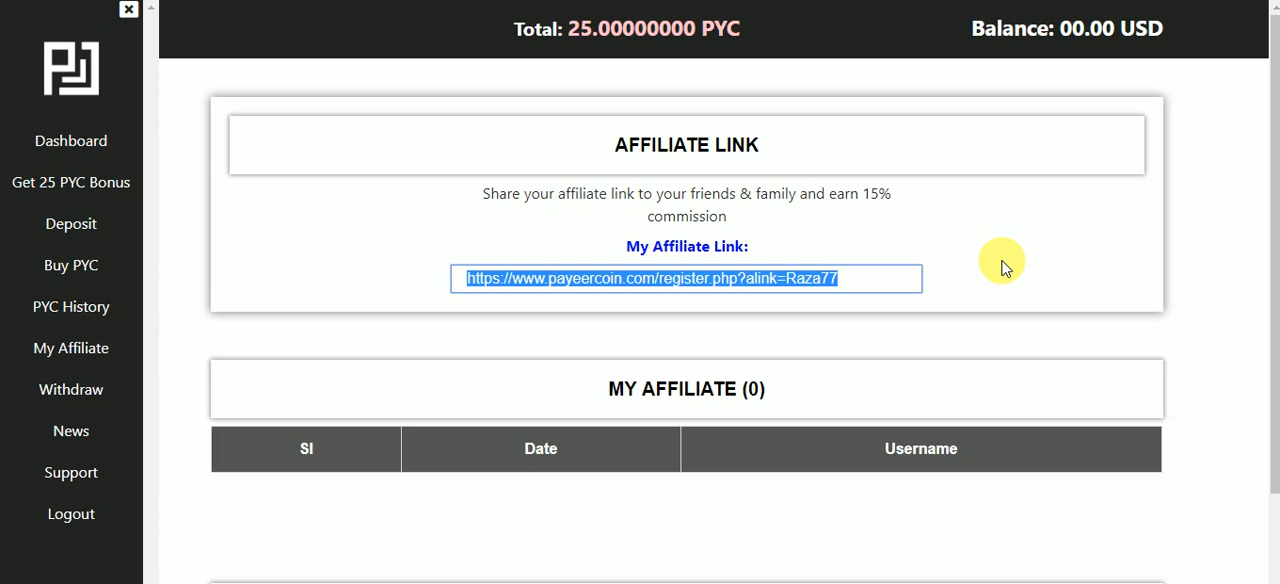 Total: 25.00000000 PYC
Balance: 00.00 USD
Dashboard
Get 25 PYC Bonus
Deposit
Buy PYC
PYC History
My Affiliate
Withdraw
News
Support
Logout
AFFILIATE LINK
Share your affiliate link to your friends & family and earn 15%
commission
My Affiliate Link:
https://www.payeercoin.com/register.php?alink=Raza77
MY AFFILIATE (0)
SI Date Username